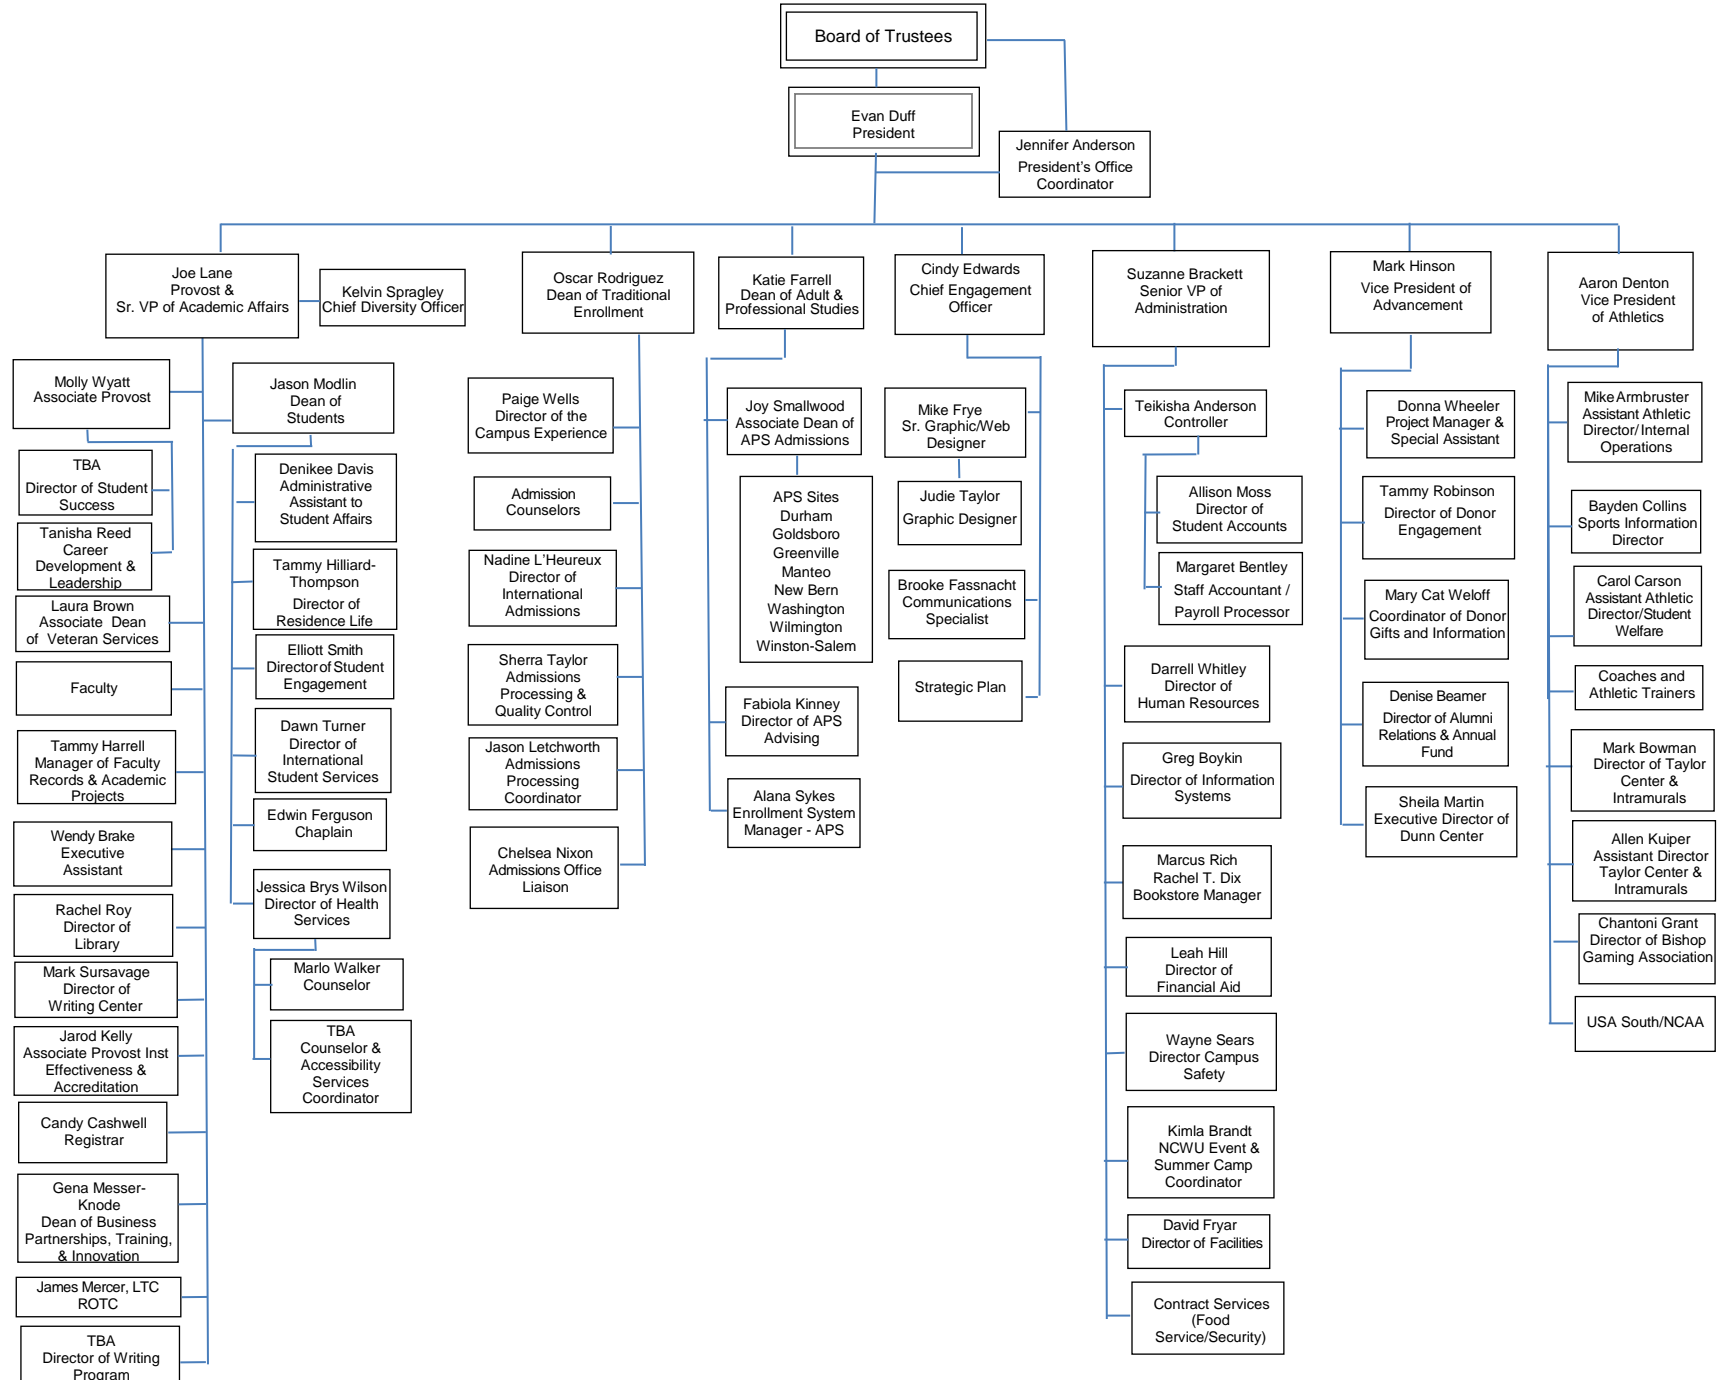 Board of Trustees
Evan Duff
President
Jennifer Anderson
President's Office
Coordinator
Joe Lane
Provost &
Sr. VP of Academic Affairs
Kelvin Spragley
Chief Diversity Officer
Oscar Rodriguez
Dean of Traditional
Enrollment
Katie Farrell
Dean of Adult &
Professional Studies
Cindy Edwards
Chief Engagement
Officer
Suzanne Brackett
Senior VP of
Administration
Mark Hinson
Vice President of
Advancement
Aaron Denton
Vice President
of Athletics
Molly Wyatt
Associate Provost
TBA
Director of Student
Success
Tanisha Reed
Career
Development &
Leadership
Laura Brown
Associate Dean
of Veteran Services
Faculty
Tammy Harrell
Manager of Faculty
Records & Academic
Projects
Wendy Brake
Executive
Assistant
Rachel Roy
Director of
Library
Mark Sursavage
Director of
Writing Center
Jarod Kelly
Associate Provost Inst
Effectiveness &
Accreditation
Candy Cashwell
Registrar
Gena Messer-
Knode
Dean of Business
Partnerships, Training,
& Innovation
James Mercer, LTC
ROTC
TBA
Director of Writing
Program
Jason Modlin
Dean of
Students
Denikee Davis
Administrative
Assistant to
Student Affairs
Tammy Hilliard-
Thompson
Director of
Residence Life
Elliott Smith
Director of Student
Engagement
Dawn Turner
Director of
International
Student Services
Edwin Ferguson
Chaplain
Jessica Brys Wilson
Director of Health
Services
Marlo Walker
Counselor
TBA
Counselor &
Accessibility
Services
Coordinator
Paige Wells
Director of the
Campus Experience
Admission
Counselors
Nadine L'Heureux
Director of
International
Admissions
Sherra Taylor
Admissions
Processing &
Quality Control
Jason Letchworth
Admissions
Processing
Coordinator
Chelsea Nixon
Admissions Office
Liaison
Joy Smallwood
Associate Dean of
APS Admissions
APS Sites
Durham
Goldsboro
Greenville
Manteo
New Bern
Washington
Wilmington
Winston-Salem
Fabiola Kinney
Director of APS
Advising
Alana Sykes
Enrollment System
Manager - APS
Mike Frye
Sr. Graphic/Web
Designer
Judie Taylor
Graphic Designer
Brooke Fassnacht
Communications
Specialist
Strategic Plan
Teikisha Anderson
Controller
Allison Moss
Director of
Student Accounts
Margaret Bentley
Staff Accountant /
Payroll Processor
Darrell Whitley
Director of
Human Resources
Greg Boykin
Director of Information
Systems
Marcus Rich
Rachel T. Dix
Bookstore Manager
Leah Hill
Director of
Financial Aid
Wayne Sears
Director Campus
Safety
Kimla Brandt
NCWU Event &
Summer Camp
Coordinator
David Fryar
Director of Facilities
Contract Services
(Food
Service/Security)
Donna Wheeler
Project Manager &
Special Assistant
Tammy Robinson
Director of Donor
Engagement
Mary Cat Weloff
Coordinator of Donor
Gifts and Information
Denise Beamer
Director of Alumni
Relations & Annual
Fund
Sheila Martin
Executive Director of
Dunn Center
Mike Armbruster
Assistant Athletic
Director/ Internal
Operations
Bayden Collins
Sports Information
Director
Carol Carson
Assistant Athletic
Director/Student
Welfare
Coaches and
Athletic Trainers
Mark Bowman
Director of Taylor
Center &
Intramurals
Allen Kuiper
Assistant Director
Taylor Center &
Intramurals
Chantoni Grant
Director of Bishop
Gaming Association
USA South/NCAA